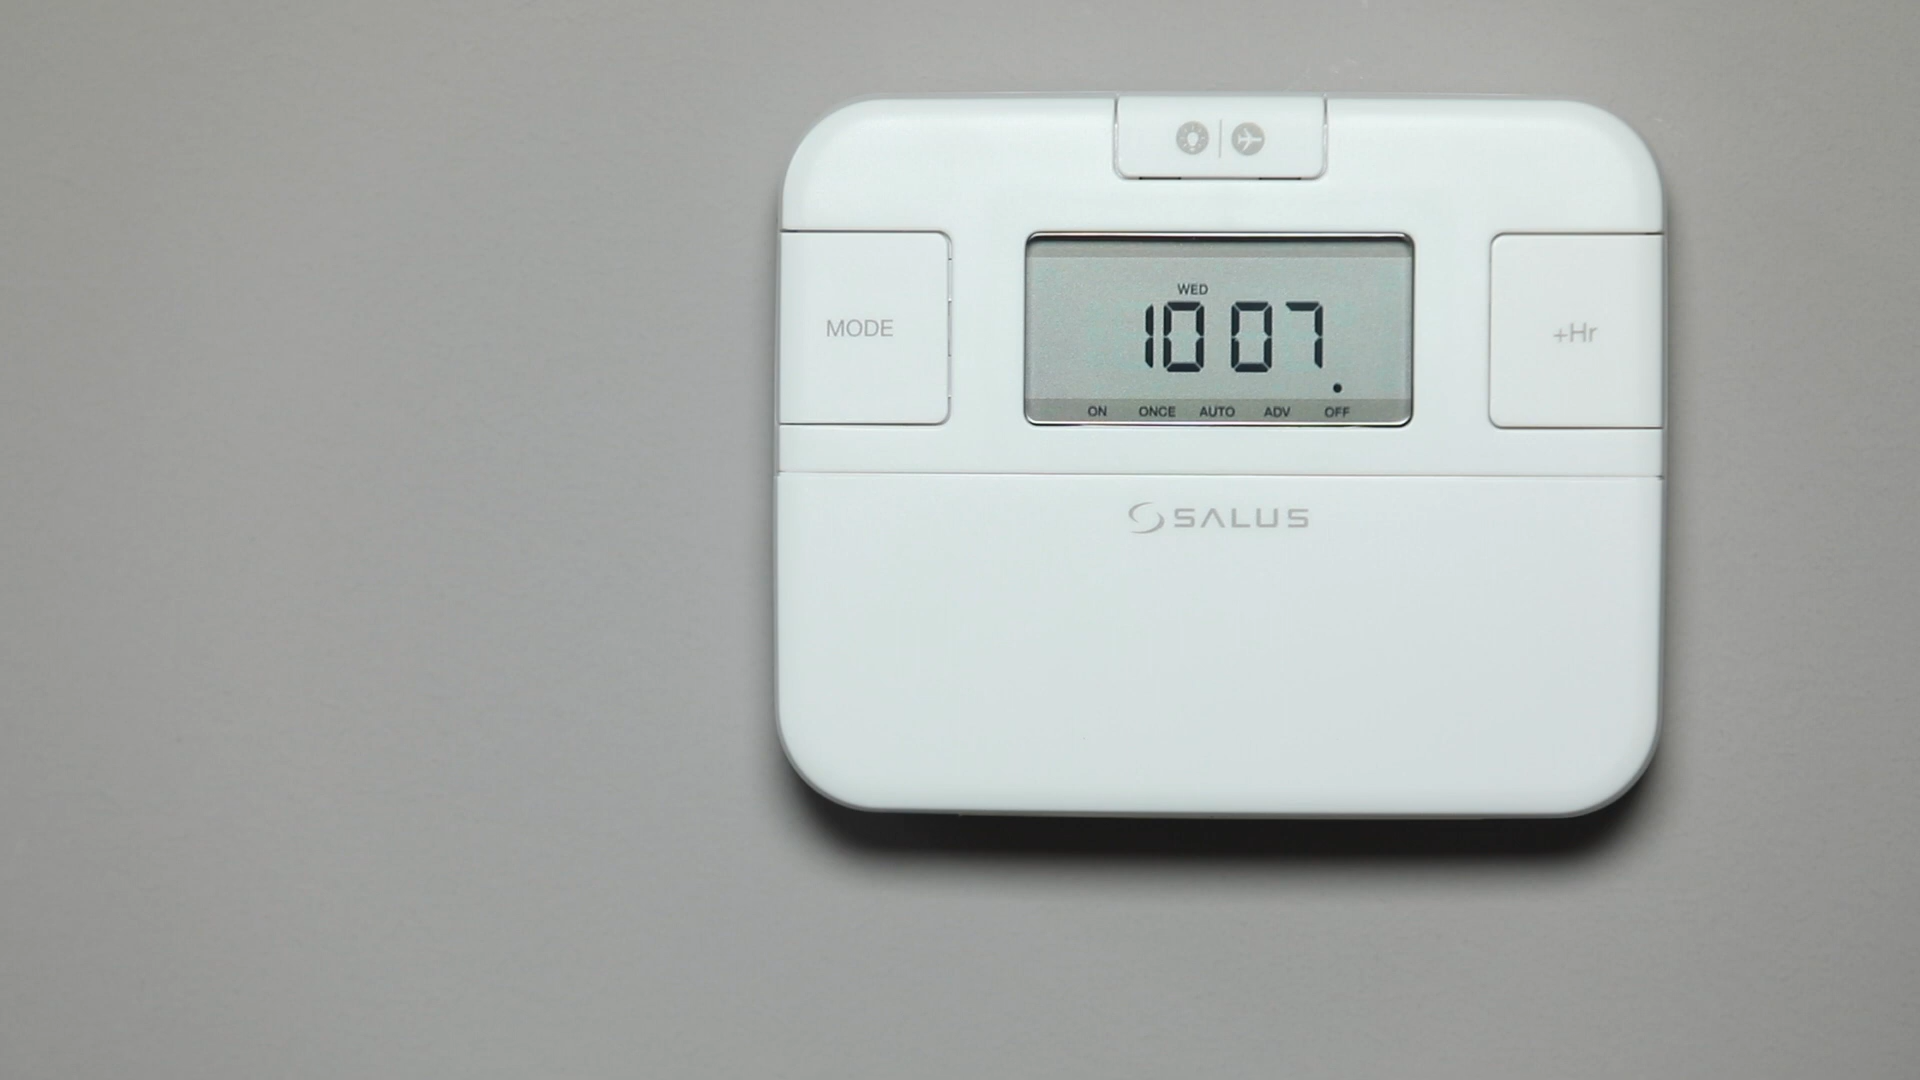 WED
MODE
10 07
+Hr
ON ONCE AUTO ADV OFF
SALUS